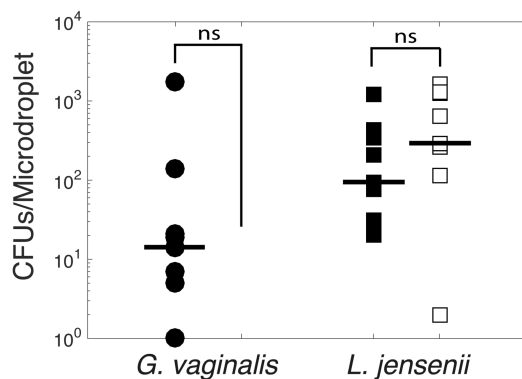 ns
ns
CFUs/Microdroplet
10⁴
10³
10²
10¹
10⁰
G. vaginalis
L. jensenii